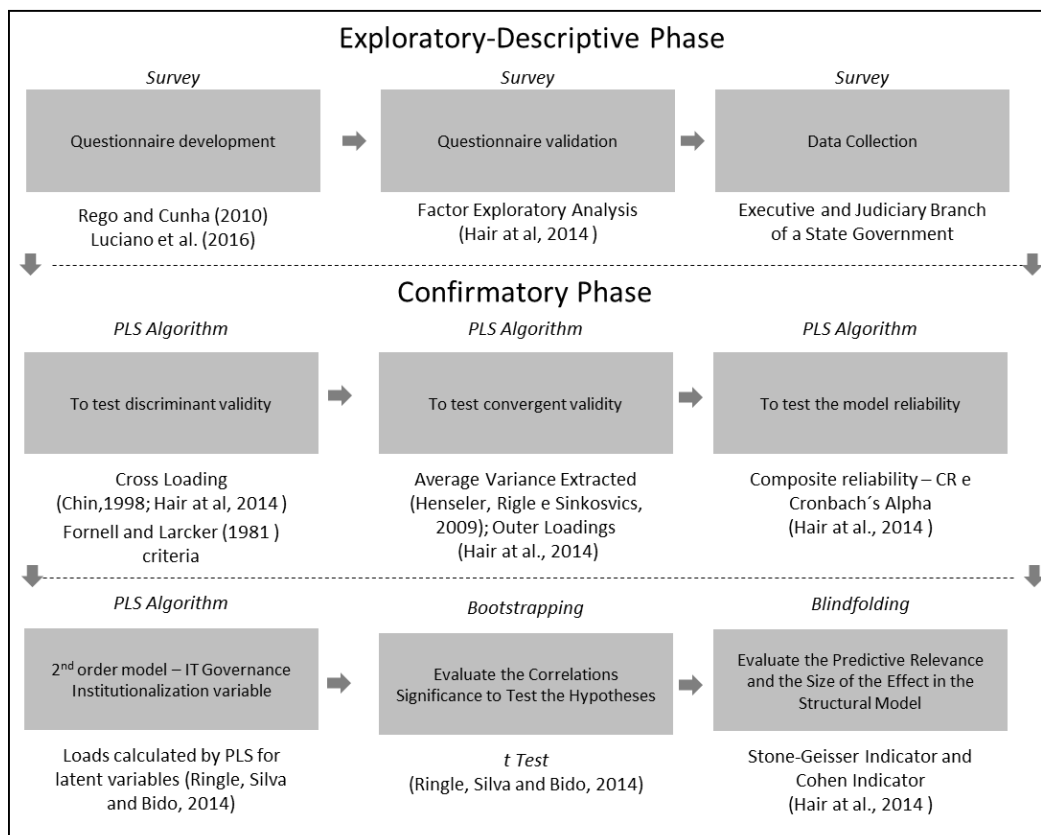 Exploratory-Descriptive Phase
Survey
Survey
Survey
Questionnaire development
Questionnaire validation
Data Collection
Rego and Cunha (2010)
Luciano et al. (2016)
Factor Exploratory Analysis
(Hair at al, 2014 )
Executive and Judiciary Branch
of a State Government
Confirmatory Phase
PLS Algorithm
PLS Algorithm
PLS Algorithm
To test discriminant validity
To test convergent validity
To test the model reliability
Cross Loading
(Chin,1998; Hair at al, 2014 )
Fornell and Larcker (1981 )
criteria
Average Variance Extracted
(Henseler, Rigle e Sinkosvics,
2009); Outer Loadings
(Hair at al., 2014)
Composite reliability – CR e
Cronbach´s Alpha
(Hair at al., 2014 )
PLS Algorithm
Bootstrapping
Blindfolding
2nd order model – IT Governance
Institutionalization variable
Evaluate the Correlations
Significance to Test the Hypotheses
Evaluate the Predictive Relevance
and the Size of the Effect in the
Structural Model
Loads calculated by PLS for
latent variables (Ringle, Silva
and Bido, 2014)
t Test
(Ringle, Silva and Bido, 2014)
Stone-Geisser Indicator and
Cohen Indicator
(Hair at al., 2014 )